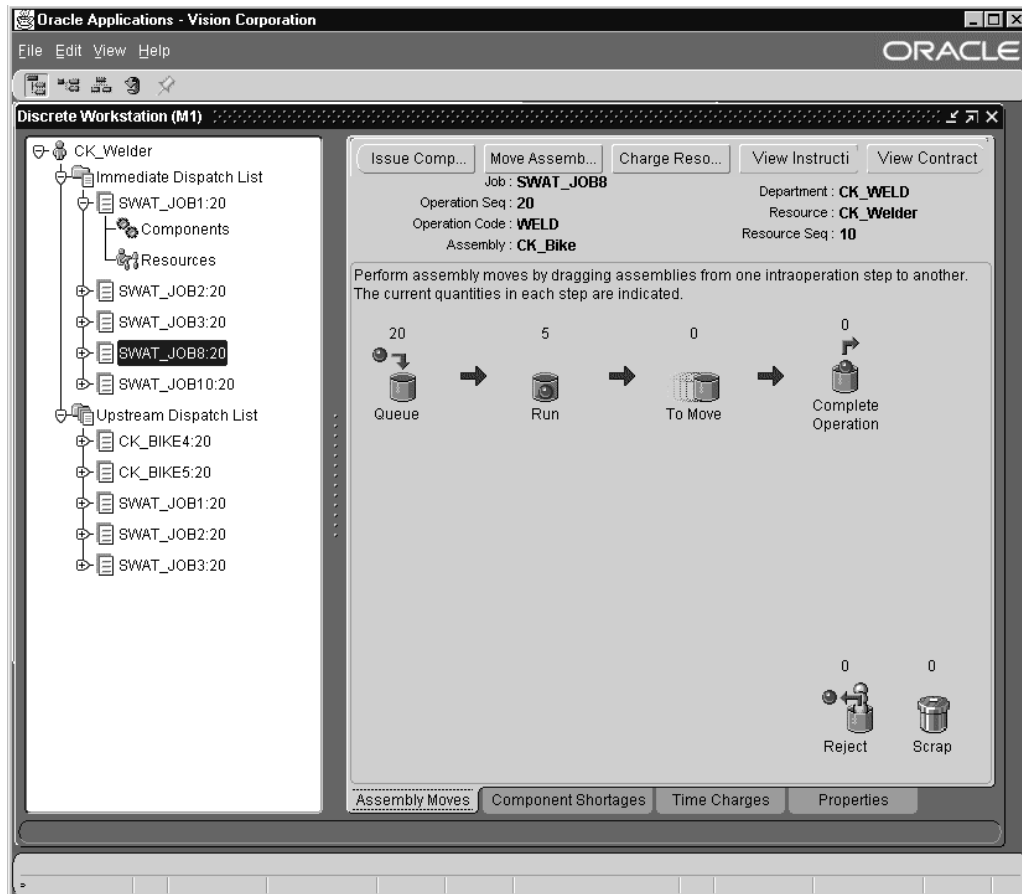 Oracle Applications - Vision Corporation
File Edit View Help
ORACLE
Discrete Workstation (M1)
CK_Welder
Immediate Dispatch List
SWAT_JOB1:20
Components
Resources
SWAT_JOB2:20
SWAT_JOB3:20
SWAT_JOB8:20
SWAT_JOB10:20
Upstream Dispatch List
CK_BIKE4:20
CK_BIKE5:20
SWAT_JOB1:20
SWAT_JOB2:20
SWAT_JOB3:20
Issue Comp... Move Assemb... Charge Reso... View Instructi View Contract
Job : SWAT_JOB8
Operation Seq : 20
Operation Code : WELD
Assembly : CK_Bike
Department : CK_WELD
Resource : CK_Welder
Resource Seq : 10
Perform assembly moves by dragging assemblies from one intraoperation step to another.
The current quantities in each step are indicated.
20 5 0 0
Queue Run To Move Complete
Operation
0 0
Reject Scrap
Assembly Moves Component Shortages Time Charges Properties